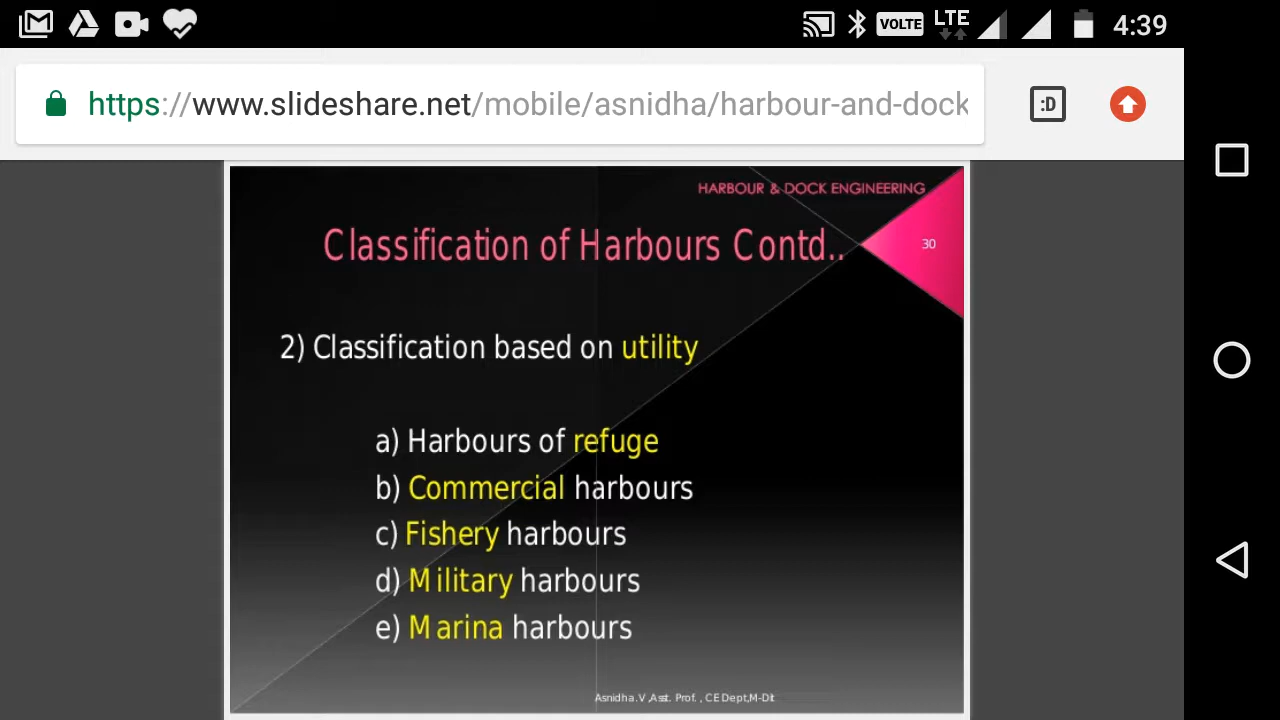 VOLTE LTE 4:39
https://www.slideshare.net/mobile/asnidha/harbour-and-dock
:D
HARBOUR & DOCK ENGINEERING
Classification of Harbours Contd..
30
2) Classification based on utility
a) Harbours of refuge
b) Commercial harbours
c) Fishery harbours
d) Military harbours
e) Marina harbours
Asnidha.V,Asst. Prof. , CE Dept,M-Dit